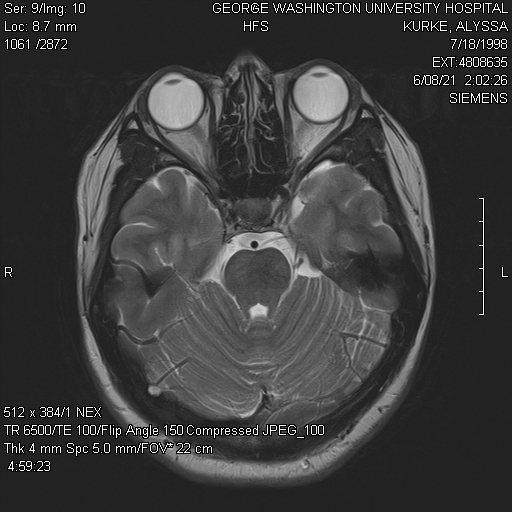 Ser: 9/Img: 10
Loc: 8.7 mm
1061 /2872
GEORGE WASHINGTON UNIVERSITY HOSPITAL
HFS
KURKE, ALYSSA
7/18/1998
EXT:4808635
6/08/21 2:02:26
SIEMENS
R
L
512 x 384/1 NEX
TR 6500/TE 100/Flip Angle 150 Compressed JPEG_100
Thk 4 mm Spc 5.0 mm/FOV* 22 cm
4:59:23